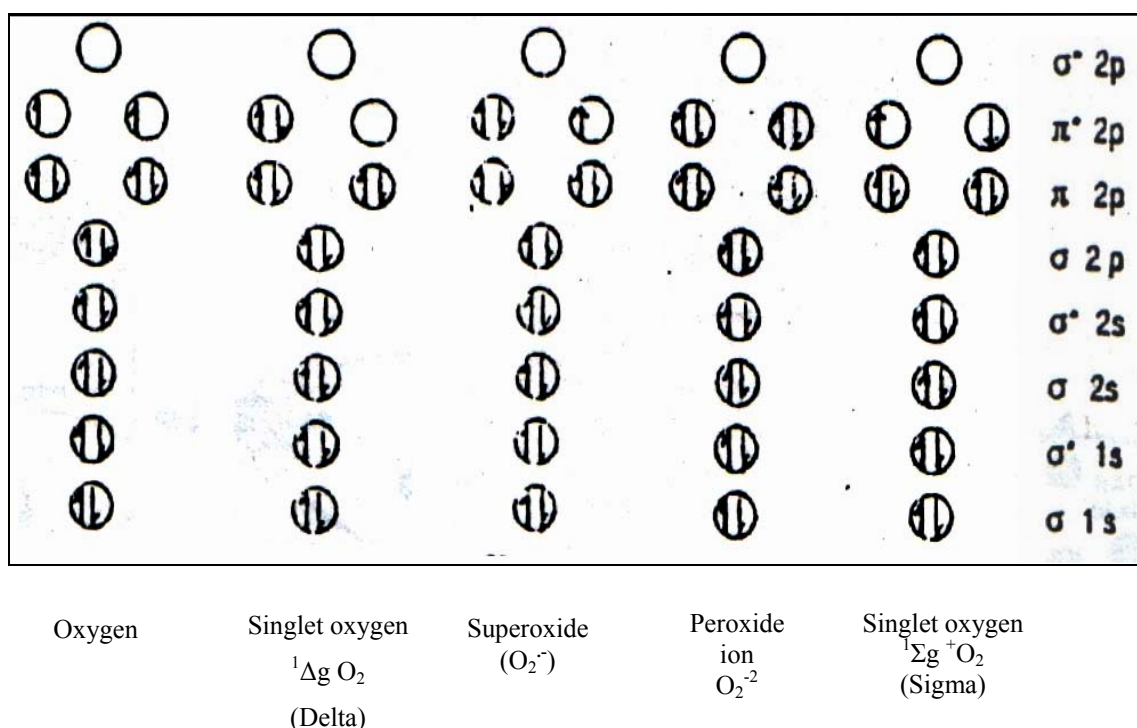 σ* 2p
π* 2p
π 2p
σ 2p
σ* 2s
σ 2s
σ* 1s
σ 1s
Oxygen
Singlet oxygen
¹Δg O₂
(Delta)
Superoxide
(O₂·⁻)
Peroxide
ion
O₂⁻²
Singlet oxygen
¹Σg ⁺O₂
(Sigma)